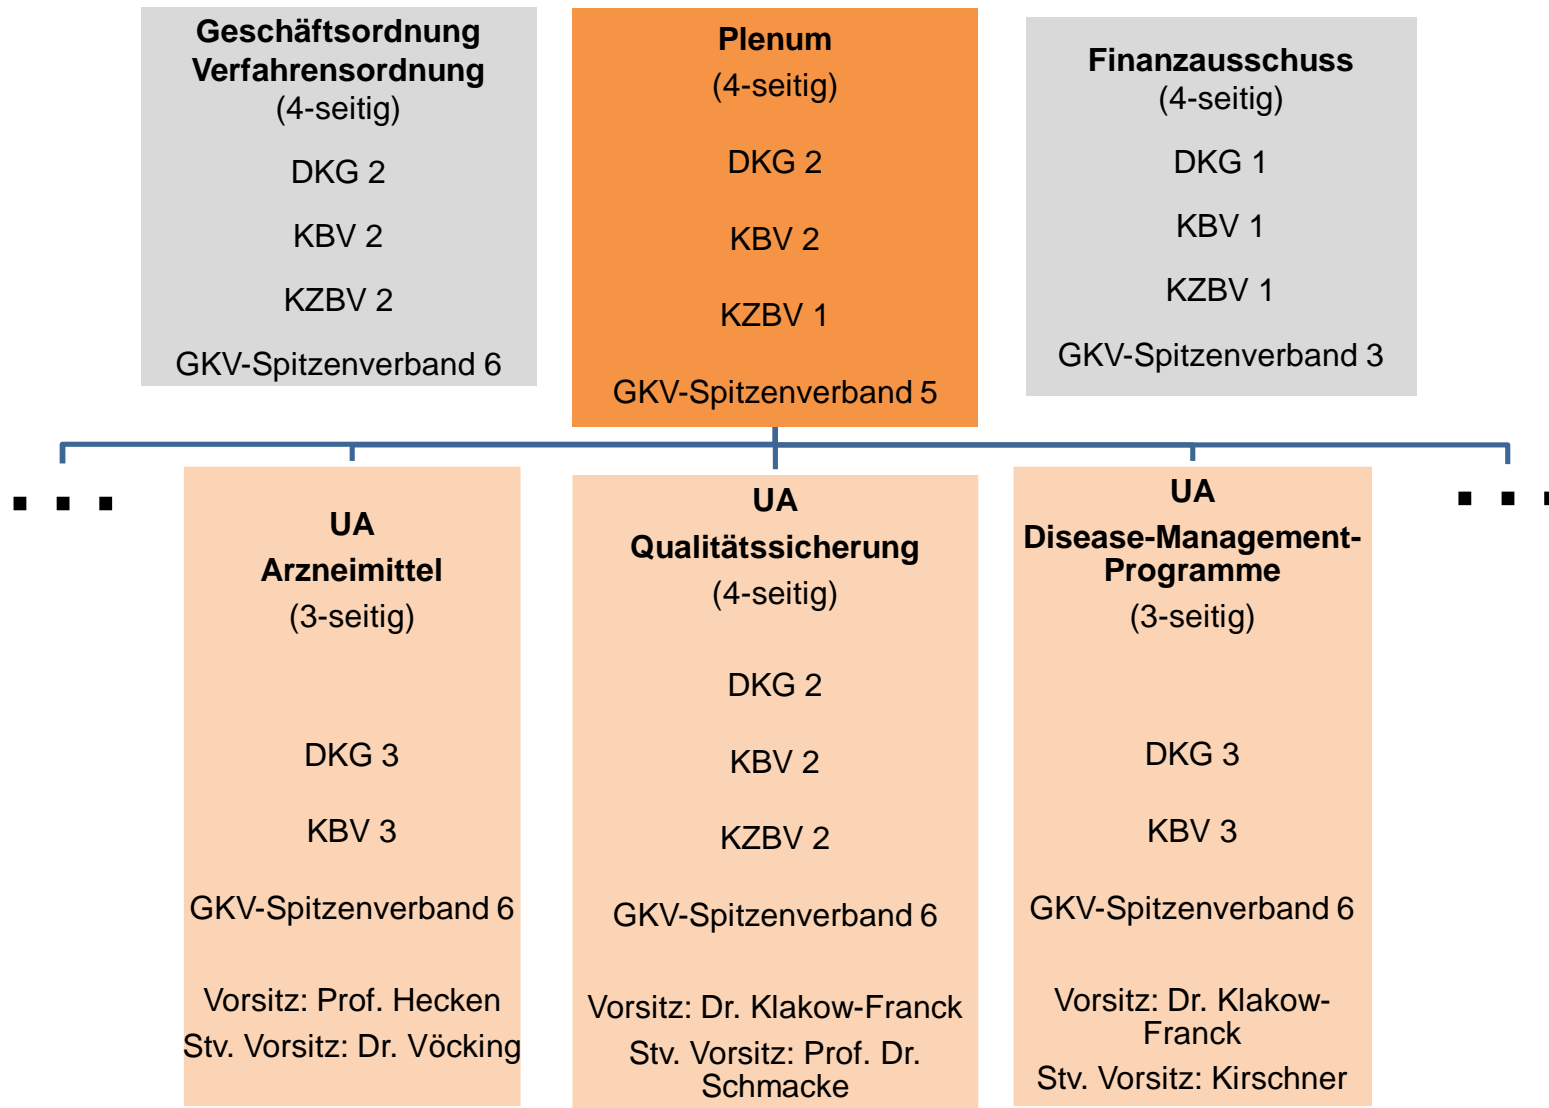 Geschäftsordnung
Verfahrensordnung
(4-seitig)
DKG 2
KBV 2
KZBV 2
GKV-Spitzenverband 6
Plenum
(4-seitig)
DKG 2
KBV 2
KZBV 1
GKV-Spitzenverband 5
Finanzausschuss
(4-seitig)
DKG 1
KBV 1
KZBV 1
GKV-Spitzenverband 3
...
UA
Arzneimittel
(3-seitig)
DKG 3
KBV 3
GKV-Spitzenverband 6
Vorsitz: Prof. Hecken
Stv. Vorsitz: Dr. Vöcking
UA
Qualitätssicherung
(4-seitig)
DKG 2
KBV 2
KZBV 2
GKV-Spitzenverband 6
Vorsitz: Dr. Klakow-Franck
Stv. Vorsitz: Prof. Dr.
Schmacke
UA
Disease-Management-
Programme
(3-seitig)
DKG 3
KBV 3
GKV-Spitzenverband 6
Vorsitz: Dr. Klakow-
Franck
Stv. Vorsitz: Kirschner
...